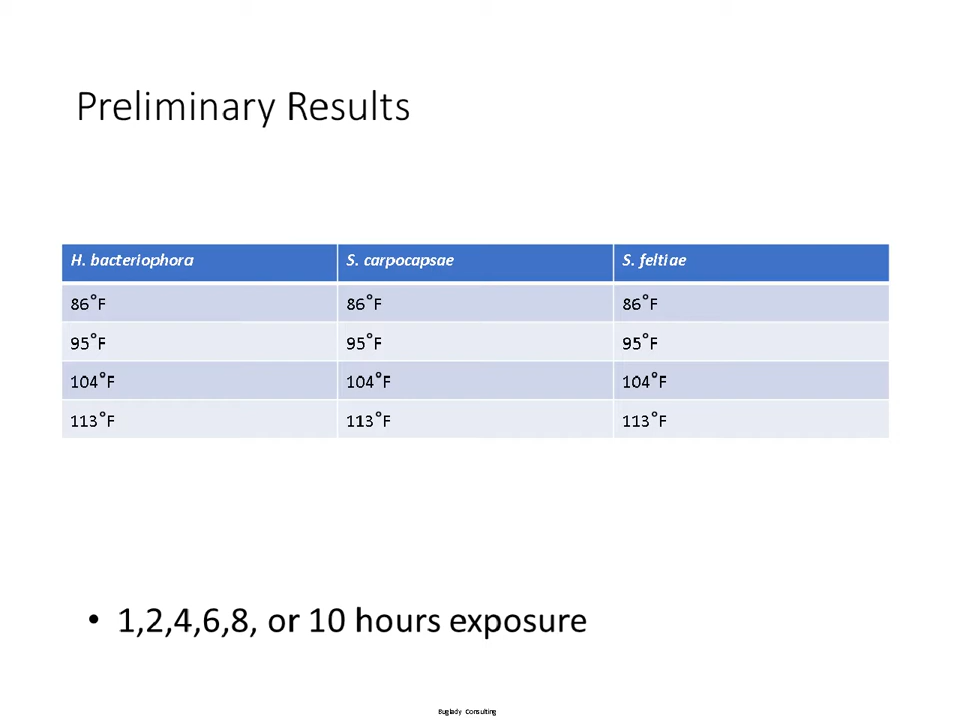 Preliminary Results
H. bacteriophora S. carpocapsae S. feltiae
86°F 86°F 86°F
95°F 95°F 95°F
104°F 104°F 104°F
113°F 113°F 113°F
• 1,2,4,6,8, or 10 hours exposure
Buglady Consulting